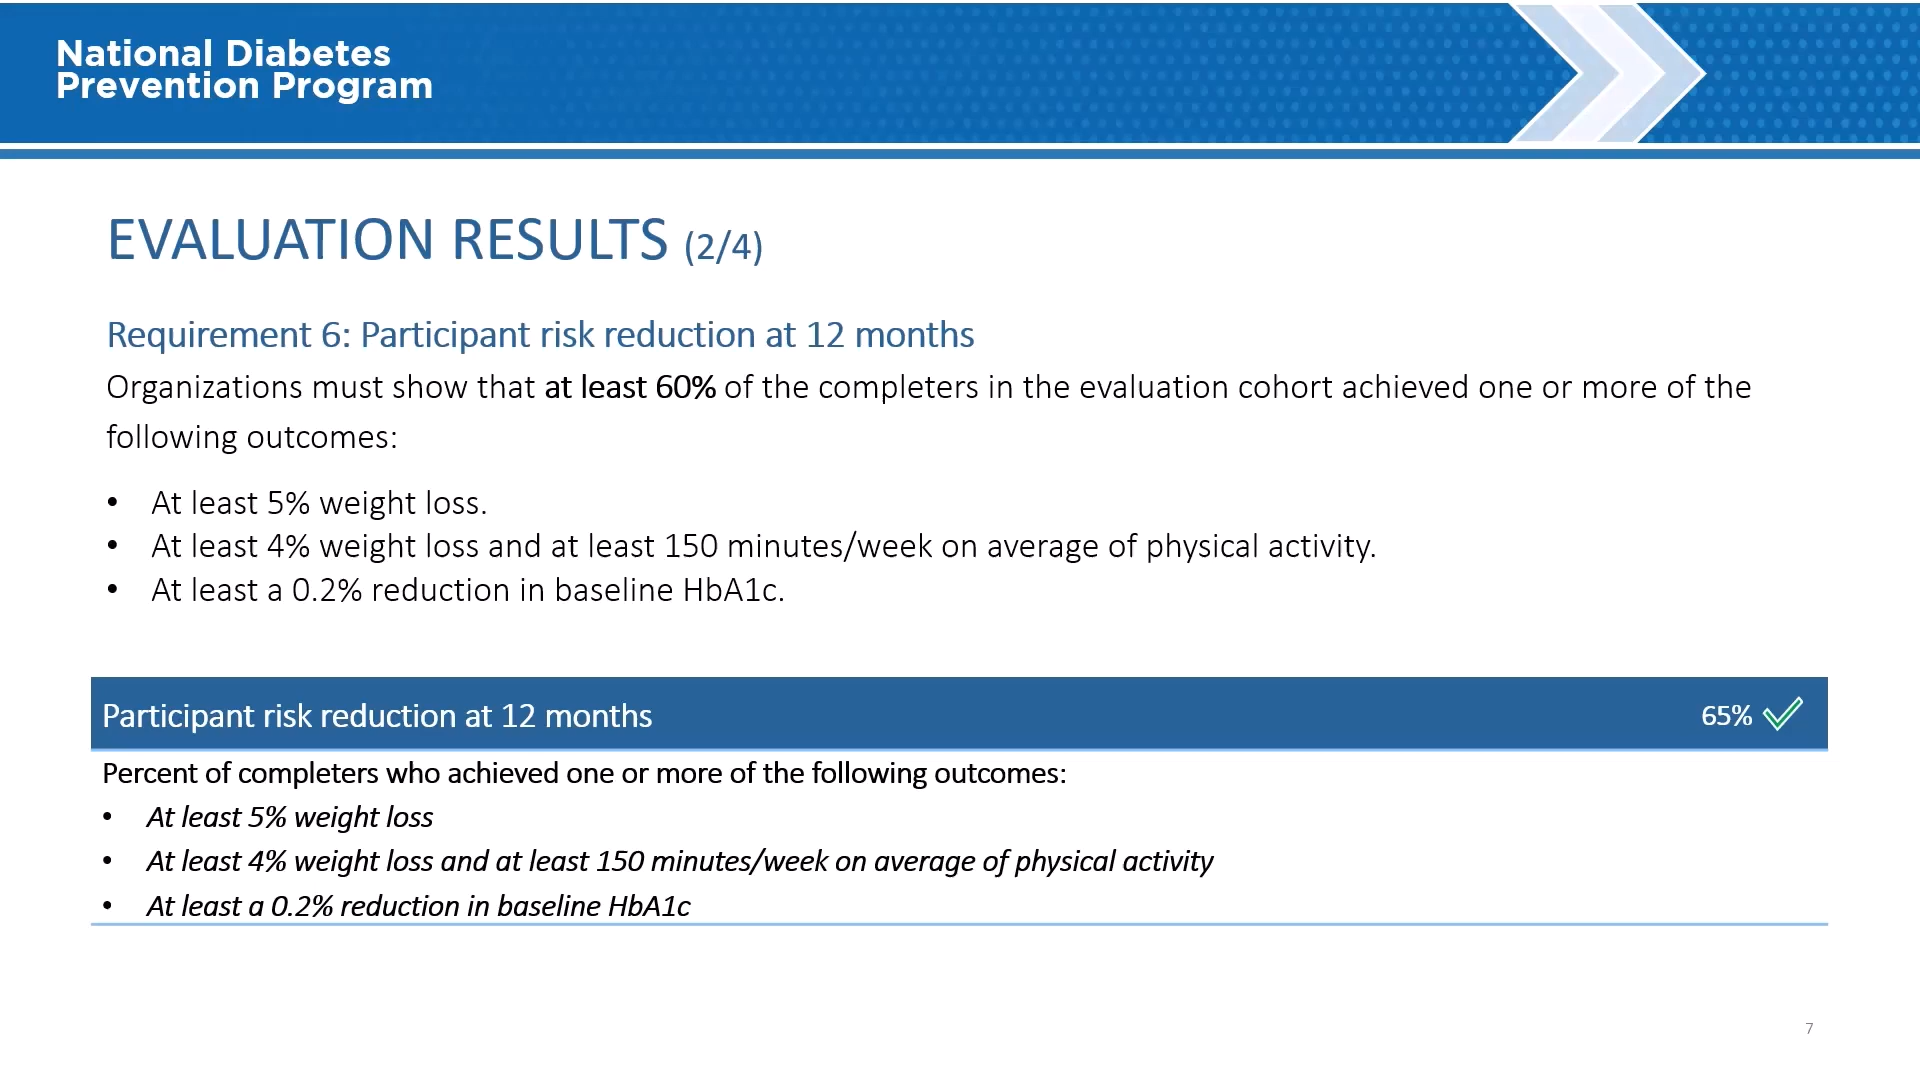 National Diabetes
Prevention Program
EVALUATION RESULTS (2/4)
Requirement 6: Participant risk reduction at 12 months
Organizations must show that at least 60% of the completers in the evaluation cohort achieved one or more of the
following outcomes:
• At least 5% weight loss.
• At least 4% weight loss and at least 150 minutes/week on average of physical activity.
• At least a 0.2% reduction in baseline HbA1c.
Participant risk reduction at 12 months 65%
Percent of completers who achieved one or more of the following outcomes:
• At least 5% weight loss
• At least 4% weight loss and at least 150 minutes/week on average of physical activity
• At least a 0.2% reduction in baseline HbA1c
7